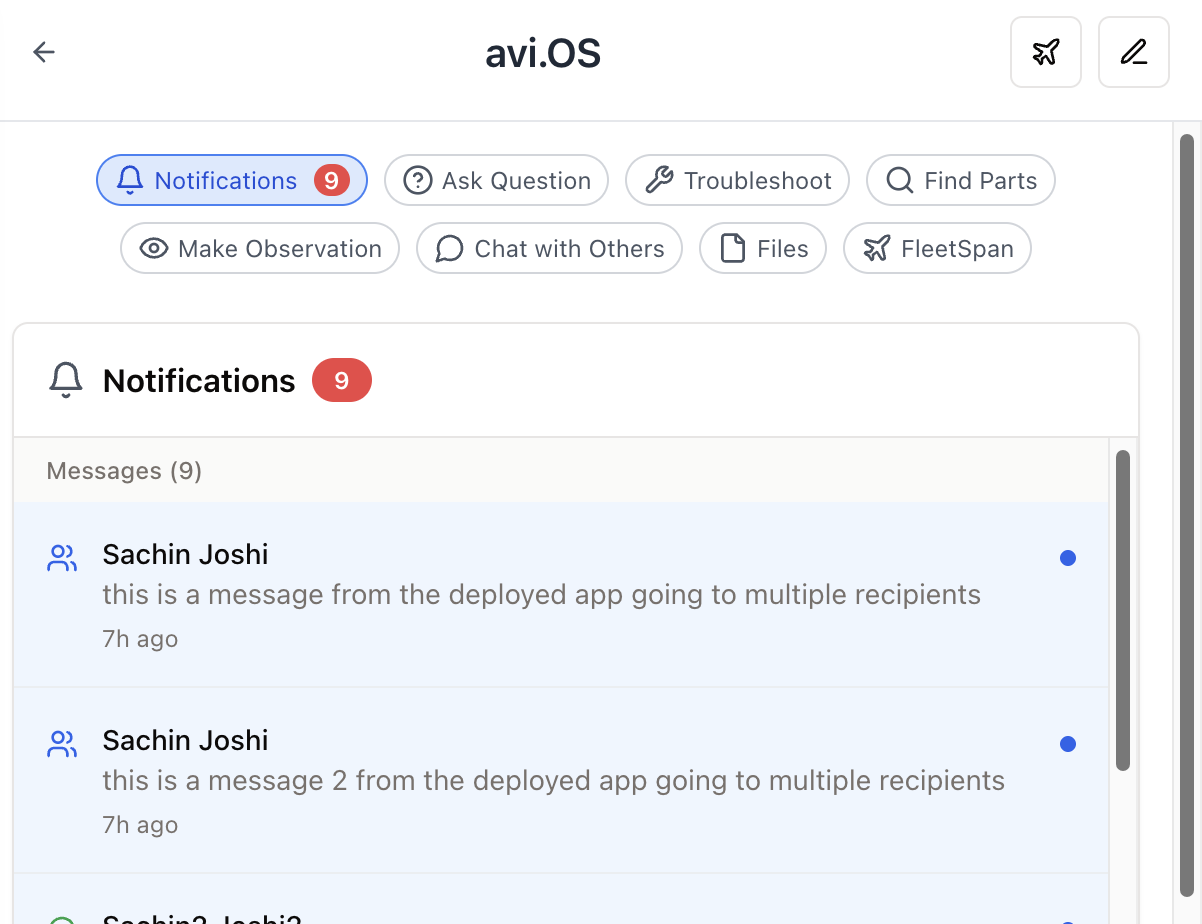 avi.OS
Notifications 9 Ask Question Troubleshoot Find Parts
Make Observation Chat with Others Files FleetSpan
Notifications 9
Messages (9)
Sachin Joshi
this is a message from the deployed app going to multiple recipients
7h ago
Sachin Joshi
this is a message 2 from the deployed app going to multiple recipients
7h ago
Sachin2 Joshi2